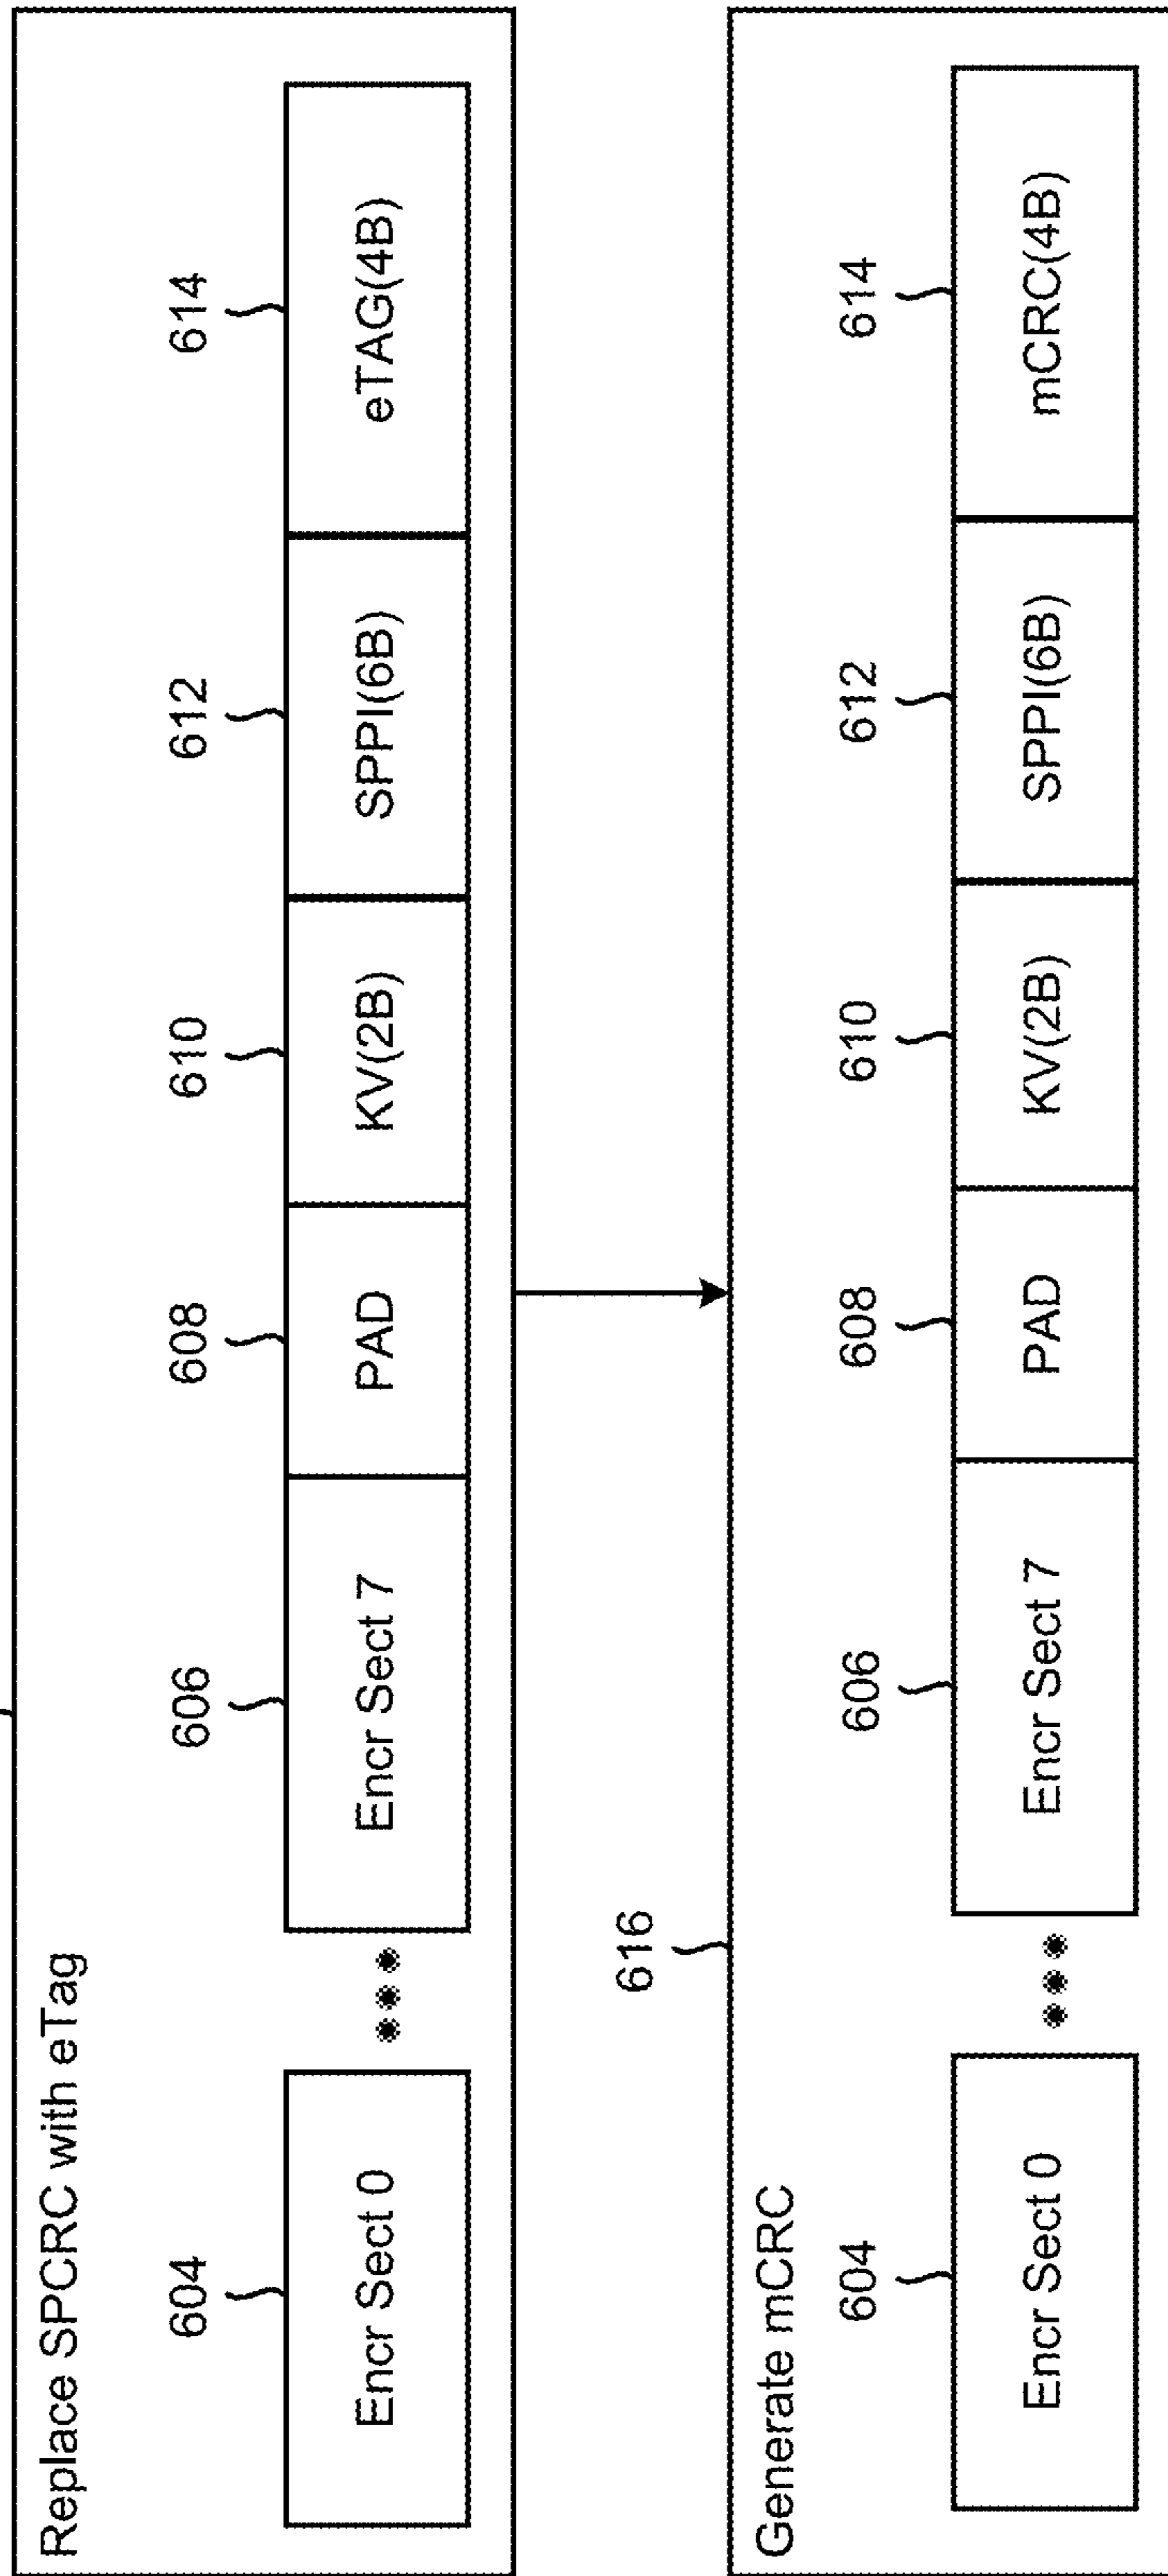 Replace SPCRC with eTag
604 606 608 610 612 614
Encr Sect 0 Encr Sect 7 PAD KV(2B) SPPI(6B) eTAG(4B)
616
Generate mCRC
604 606 608 610 612 614
Encr Sect 0 Encr Sect 7 PAD KV(2B) SPPI(6B) mCRC(4B)